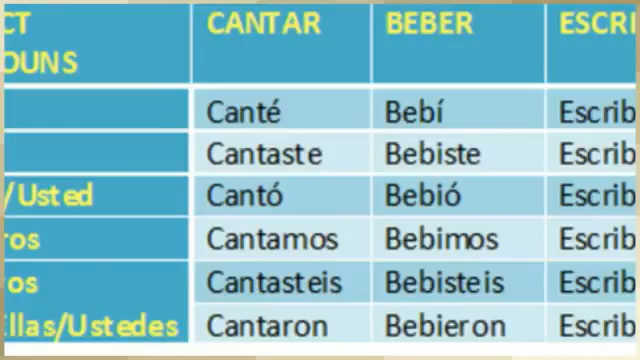 CT CANTAR BEBER ESCRI
OUNS
Canté Bebí Escrib
Cantaste Bebiste Escrib
/Usted Cantó Bebió Escrib
ros Cantamos Bebimos Escrib
os Cantasteis Bebisteis Escrib
Ellas/Ustedes Cantaron Bebieron Escrib